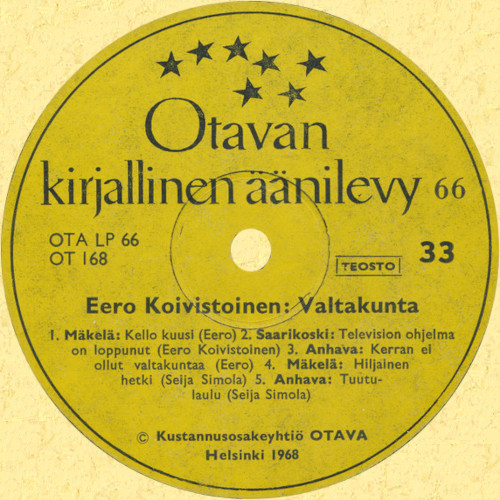 Otavan
kirjallinen äänilevy 66
OTA LP 66
OT 168
TEOSTO
33
Eero Koivistoinen: Valtakunta
1. Mäkelä: Kello kuusi (Eero) 2. Saarikoski: Television ohjelma
on loppunut (Eero Koivistoinen) 3. Anhava: Kerran ei
ollut valtakuntaa (Eero) 4. Mäkelä: Hiljainen
hetki (Seija Simola) 5. Anhava: Tuutu-
laulu (Seija Simola)
© Kustannusosakeyhtiö OTAVA
Helsinki 1968